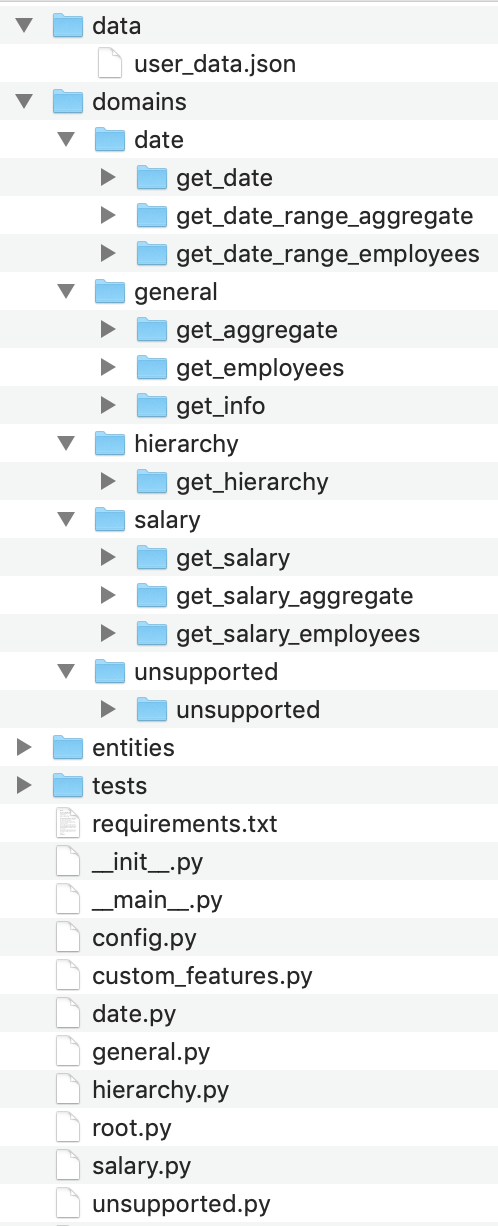 data
user_data.json
domains
date
get_date
get_date_range_aggregate
get_date_range_employees
general
get_aggregate
get_employees
get_info
hierarchy
get_hierarchy
salary
get_salary
get_salary_aggregate
get_salary_employees
unsupported
unsupported
entities
tests
requirements.txt
__init__.py
__main__.py
config.py
custom_features.py
date.py
general.py
hierarchy.py
root.py
salary.py
unsupported.py